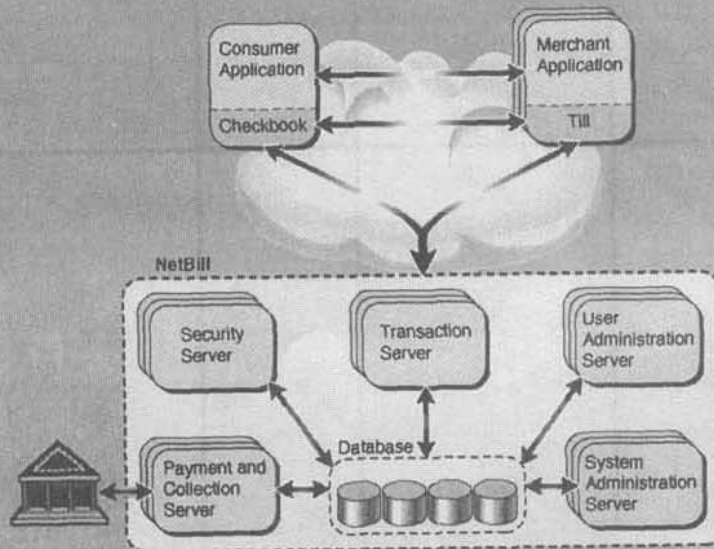 Consumer
Application
Checkbook
Merchant
Application
Till
NetBill
Security
Server
Transaction
Server
User
Administration
Server
Database
Payment and
Collection
Server
System
Administration
Server